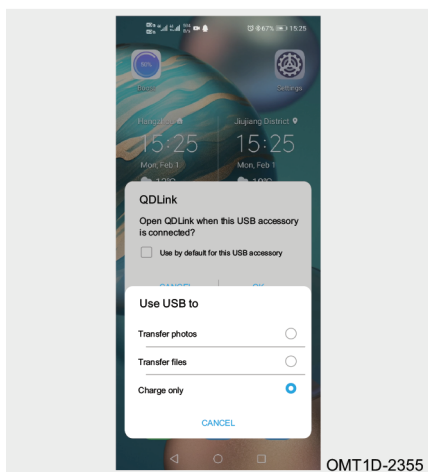 67% 15:25
50%
Settings
Jiujiang District
15:25 15:25
Mon, Feb 1 Mon, Feb 1
QDLink
Open QDLink when this USB accessory
is connected?
Use by default for this USB accessory
CANCEL OK
Use USB to
Transfer photos
Transfer files
Charge only
CANCEL
OMT1D-2355